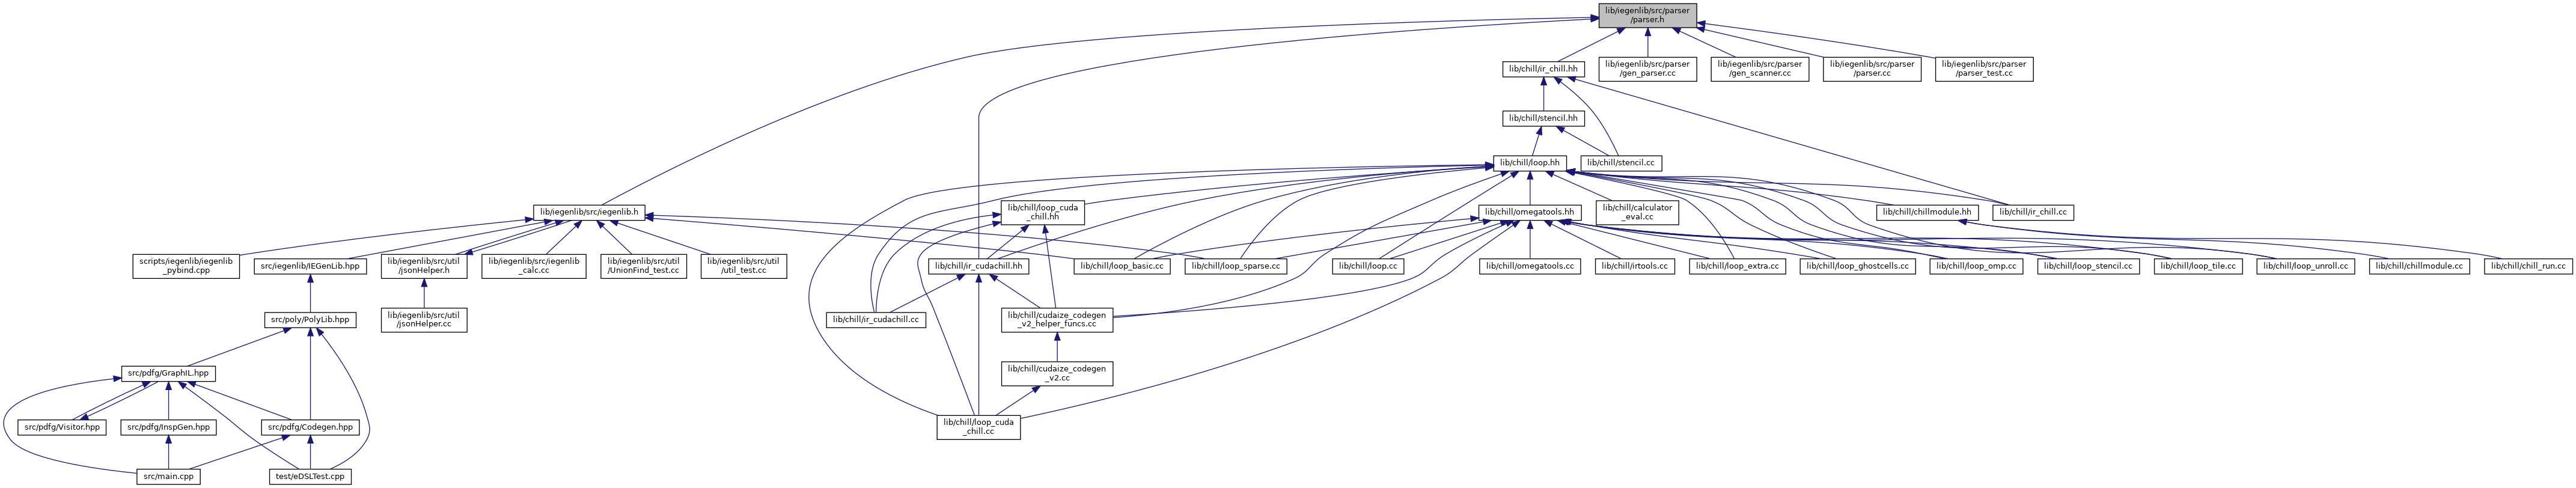 lib/iegenlib/src/parser
/parser.h
lib/chill/ir_chill.hh
lib/iegenlib/src/parser
/gen_parser.cc
lib/iegenlib/src/parser
/gen_scanner.cc
lib/iegenlib/src/parser
/parser.cc
lib/iegenlib/src/parser
/parser_test.cc
lib/chill/stencil.hh
lib/chill/loop.hh
lib/chill/stencil.cc
lib/iegenlib/src/iegenlib.h
lib/chill/loop_cuda
_chill.hh
lib/chill/omegatools.hh
lib/chill/calculator
_eval.cc
lib/chill/chillmodule.hh
lib/chill/ir_chill.cc
scripts/iegenlib/iegenlib
_pybind.cpp
src/iegenlib/IEGenLib.hpp
lib/iegenlib/src/util
/jsonHelper.h
lib/iegenlib/src/iegenlib
_calc.cc
lib/iegenlib/src/util
/UnionFind_test.cc
lib/iegenlib/src/util
/util_test.cc
lib/chill/ir_cudachill.hh
lib/chill/loop_basic.cc
lib/chill/loop_sparse.cc
lib/chill/loop.cc
lib/chill/omegatools.cc
lib/chill/irtools.cc
lib/chill/loop_extra.cc
lib/chill/loop_ghostcells.cc
lib/chill/loop_omp.cc
lib/chill/loop_stencil.cc
lib/chill/loop_tile.cc
lib/chill/loop_unroll.cc
lib/chill/chillmodule.cc
lib/chill/chill_run.cc
src/poly/PolyLib.hpp
lib/iegenlib/src/util
/jsonHelper.cc
lib/chill/ir_cudachill.cc
lib/chill/cudaize_codegen
_v2_helper_funcs.cc
src/pdfg/GraphIL.hpp
lib/chill/cudaize_codegen
_v2.cc
src/pdfg/Visitor.hpp
src/pdfg/InspGen.hpp
src/pdfg/Codegen.hpp
lib/chill/loop_cuda
_chill.cc
src/main.cpp
test/eDSLTest.cpp